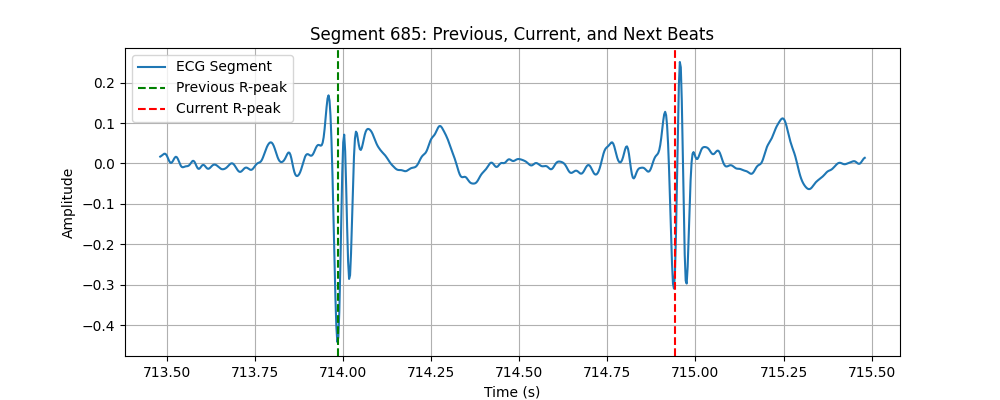 Segment 685: Previous, Current, and Next Beats
ECG Segment
Previous R-peak
Current R-peak
0.2
0.1
0.0
−0.1
−0.2
−0.3
−0.4
Amplitude
713.50 713.75 714.00 714.25 714.50 714.75 715.00 715.25 715.50
Time (s)